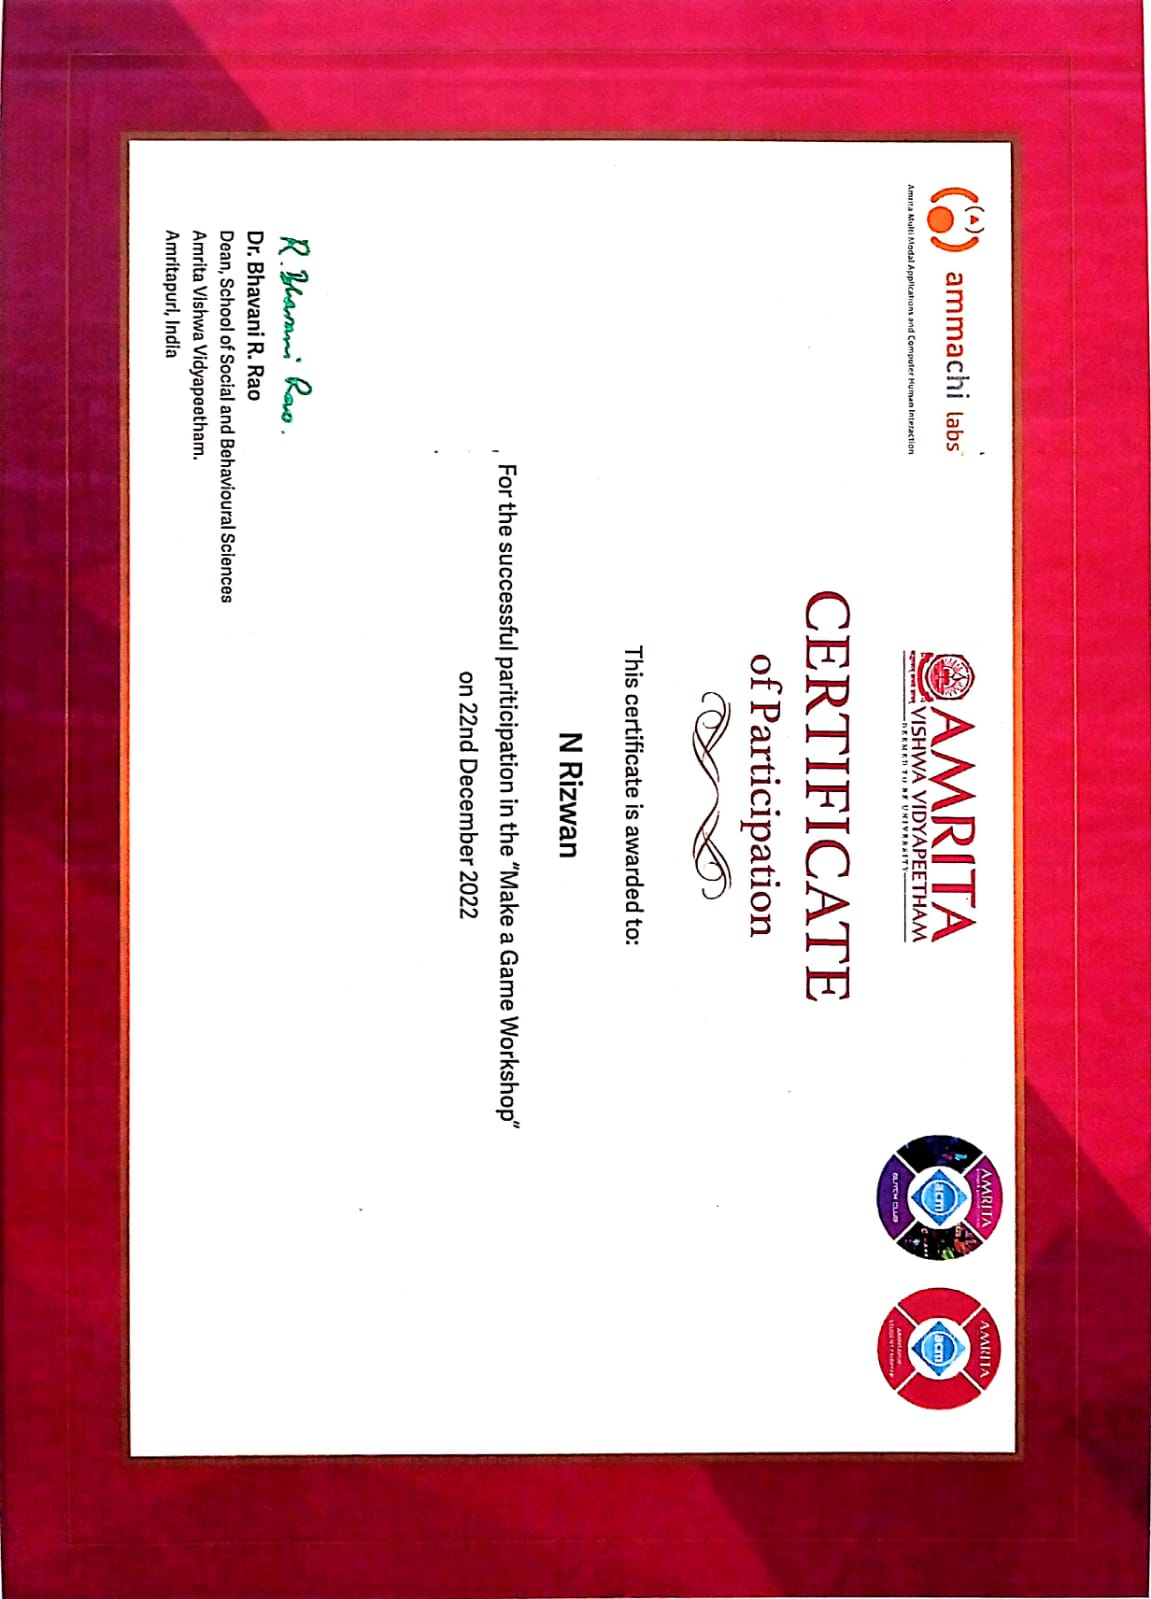 ammachi labs
Amrita Multi Modal Applications and Computer Human Interaction
AMRITA
VISHWA VIDYAPEETHAM
DEEMED TO BE UNIVERSITY
AMRITA
acm
GLITCH CLUB
AMRITA
acm
STUDENT CHAPTER
CERTIFICATE
of Participation
This certificate is awarded to:
N Rizwan
For the successful pariticipation in the “Make a Game Workshop”
on 22nd December 2022
R. Bhavani Rao.
Dr. Bhavani R. Rao
Dean, School of Social and Behavioural Sciences
Amrita Vishwa Vidyapeetham.
Amritapuri, India